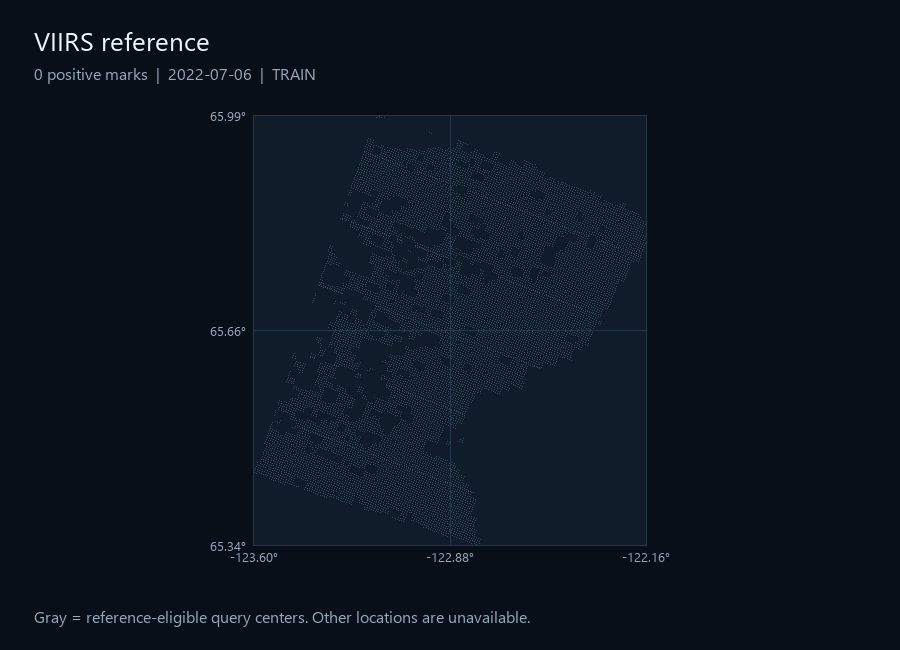 VIIRS reference
0 positive marks | 2022-07-06 | TRAIN
65.99°
65.66°
65.34°
-123.60°
-122.88°
-122.16°
Gray = reference-eligible query centers. Other locations are unavailable.